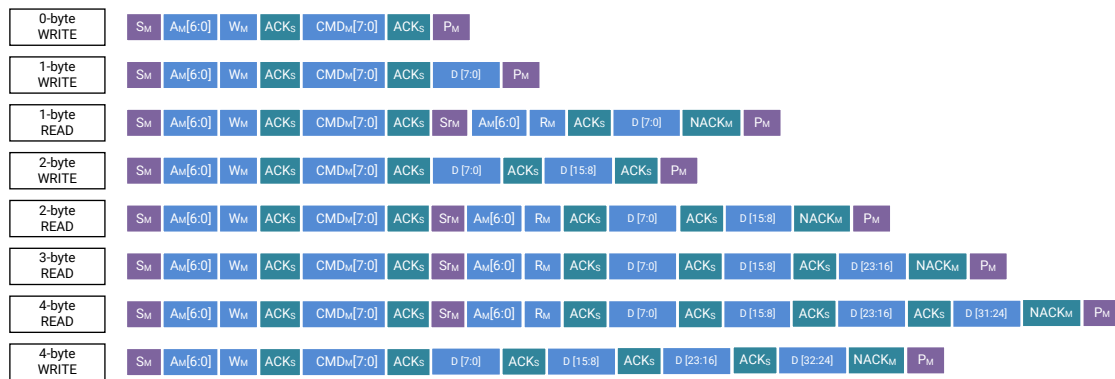 0-byte
WRITE
SM AM[6:0] WM ACKS CMDM[7:0] ACKS PM
1-byte
WRITE
SM AM[6:0] WM ACKS CMDM[7:0] ACKS D [7:0] PM
1-byte
READ
SM AM[6:0] WM ACKS CMDM[7:0] ACKS SrM AM[6:0] RM ACKS D [7:0] NACKM PM
2-byte
WRITE
SM AM[6:0] WM ACKS CMDM[7:0] ACKS D [7:0] ACKS D [15:8] ACKS PM
2-byte
READ
SM AM[6:0] WM ACKS CMDM[7:0] ACKS SrM AM[6:0] RM ACKS D [7:0] ACKS D [15:8] NACKM PM
3-byte
READ
SM AM[6:0] WM ACKS CMDM[7:0] ACKS SrM AM[6:0] RM ACKS D [7:0] ACKS D [15:8] ACKS D [23:16] NACKM PM
4-byte
READ
SM AM[6:0] WM ACKS CMDM[7:0] ACKS SrM AM[6:0] RM ACKS D [7:0] ACKS D [15:8] ACKS D [23:16] ACKS D [31:24] NACKM PM
4-byte
WRITE
SM AM[6:0] WM ACKS CMDM[7:0] ACKS D [7:0] ACKS D [15:8] ACKS D [23:16] ACKS D [32:24] NACKM PM